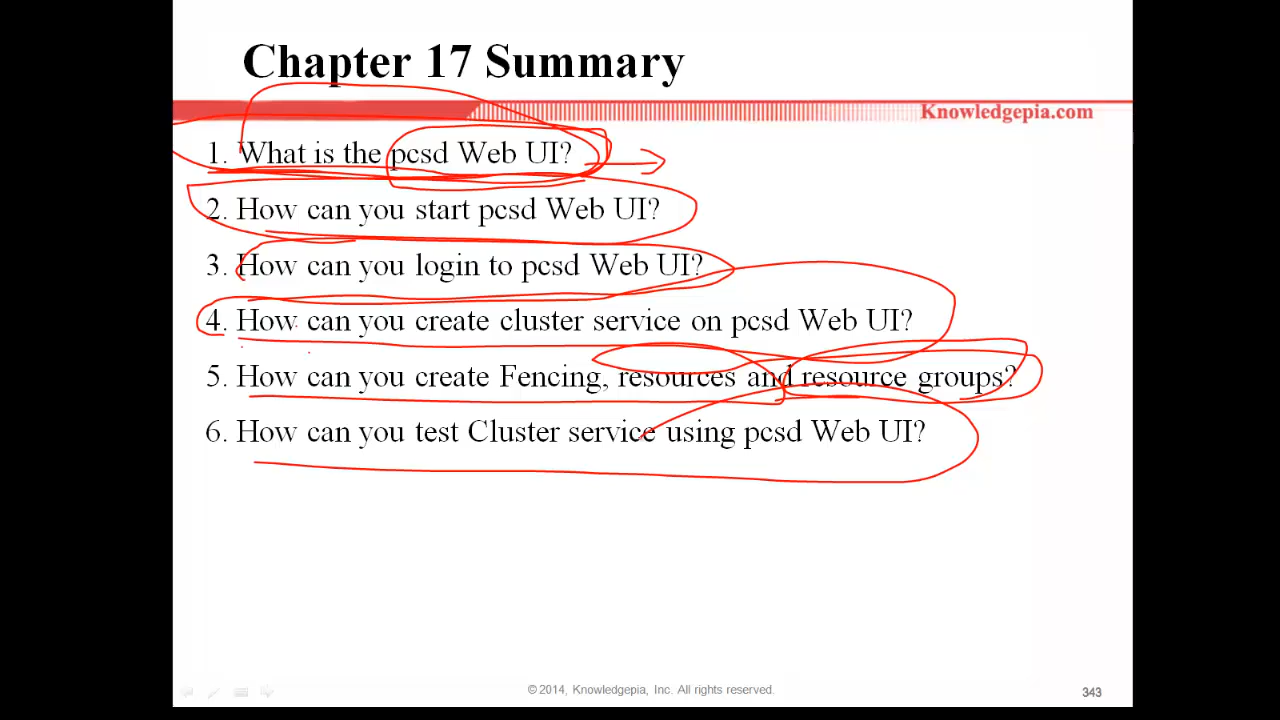 Chapter 17 Summary
Knowledgepia.com
1. What is the pcsd Web UI?
2. How can you start pcsd Web UI?
3. How can you login to pcsd Web UI?
4. How can you create cluster service on pcsd Web UI?
5. How can you create Fencing, resources and resource groups?
6. How can you test Cluster service using pcsd Web UI?
© 2014, Knowledgepia, Inc. All rights reserved.
343